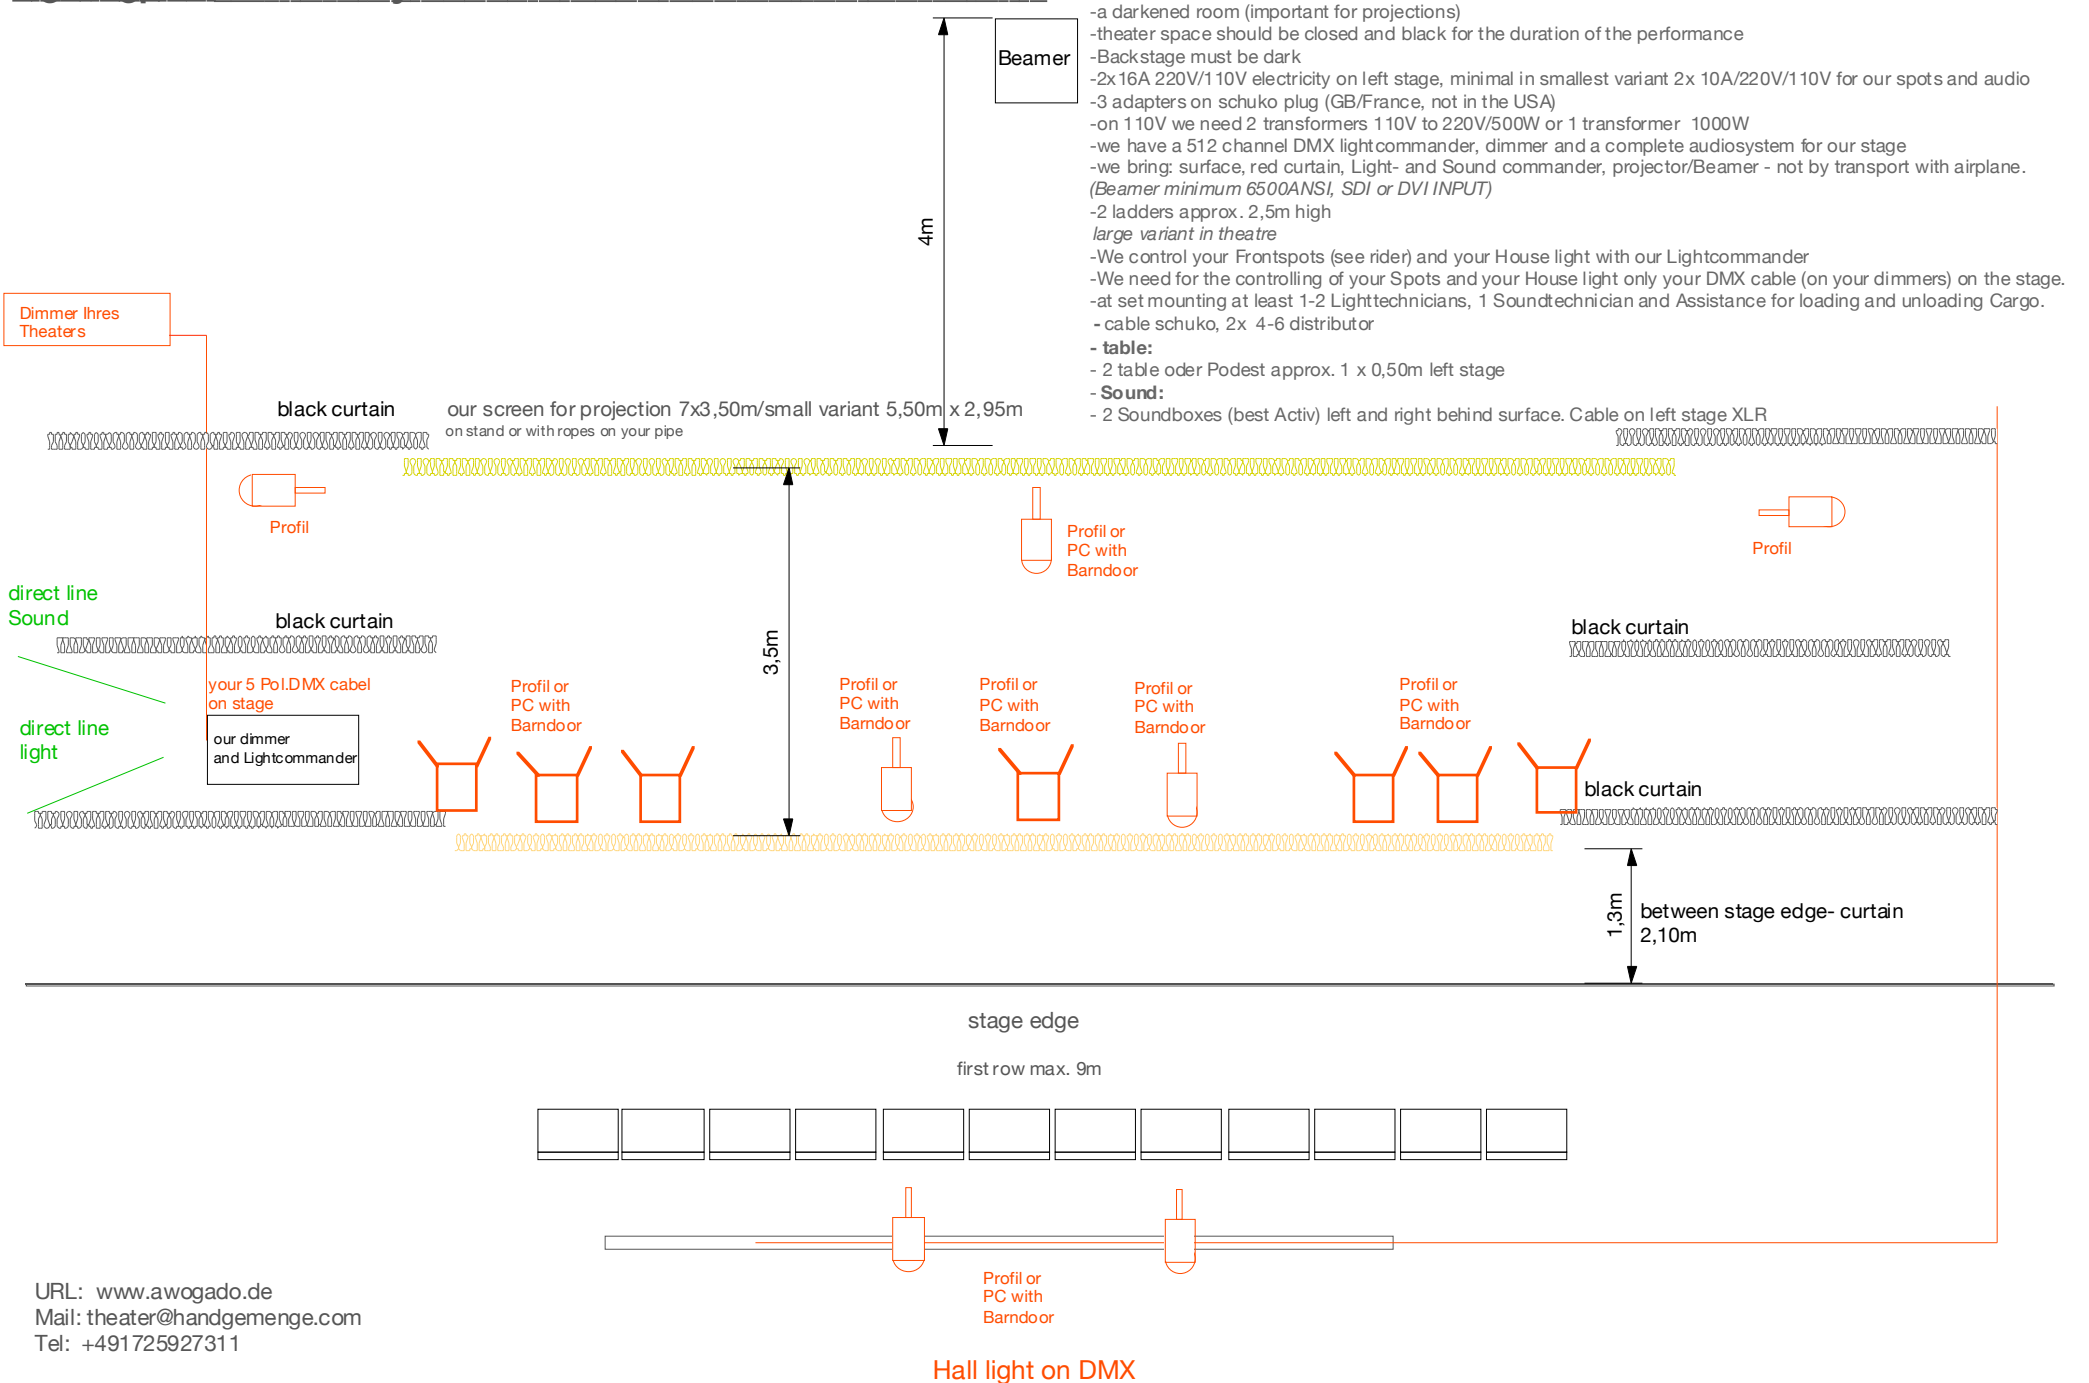 -a darkened room (important for projections)
-theater space should be closed and black for the duration of the performance
Beamer
-Backstage must be dark
-2x16A 220V/110V electricity on left stage, minimal in smallest variant 2x 10A/220V/110V for our spots and audio
-3 adapters on schuko plug (GB/France, not in the USA)
-on 110V we need 2 transformers 110V to 220V/500W or 1 transformer 1000W
-we have a 512 channel DMX lightcommander, dimmer and a complete audiosystem for our stage
-we bring: surface, red curtain, Light- and Sound commander, projector/Beamer - not by transport with airplane.
(Beamer minimum 6500ANSI, SDI or DVI INPUT)
-2 ladders approx. 2,5m high
large variant in theatre
-We control your Frontspots (see rider) and your House light with our Lightcommander
-We need for the controlling of your Spots and your House light only your DMX cable (on your dimmers) on the stage.
-at set mounting at least 1-2 Lighttechnicians, 1 Soundtechnician and Assistance for loading and unloading Cargo.
- cable schuko, 2x 4-6 distributor
- table:
- 2 table oder Podest approx. 1 x 0,50m left stage
- Sound:
- 2 Soundboxes (best Activ) left and right behind surface. Cable on left stage XLR
4m
Dimmer Ihres
Theaters
black curtain
our screen for projection 7x3,50m/small variant 5,50m x 2,95m
on stand or with ropes on your pipe
Profil
Profil or
PC with
Barndoor
Profil
direct line
Sound
black curtain
3,5m
black curtain
your 5 Pol.DMX cabel
on stage
direct line
light
our dimmer
and Lightcommander
Profil or
PC with
Barndoor
Profil or
PC with
Barndoor
Profil or
PC with
Barndoor
Profil or
PC with
Barndoor
Profil or
PC with
Barndoor
black curtain
1,3m
between stage edge- curtain
2,10m
stage edge
first row max. 9m
Profil or
PC with
Barndoor
URL: www.awogado.de
Mail: theater@handgemenge.com
Tel: +491725927311
Hall light on DMX